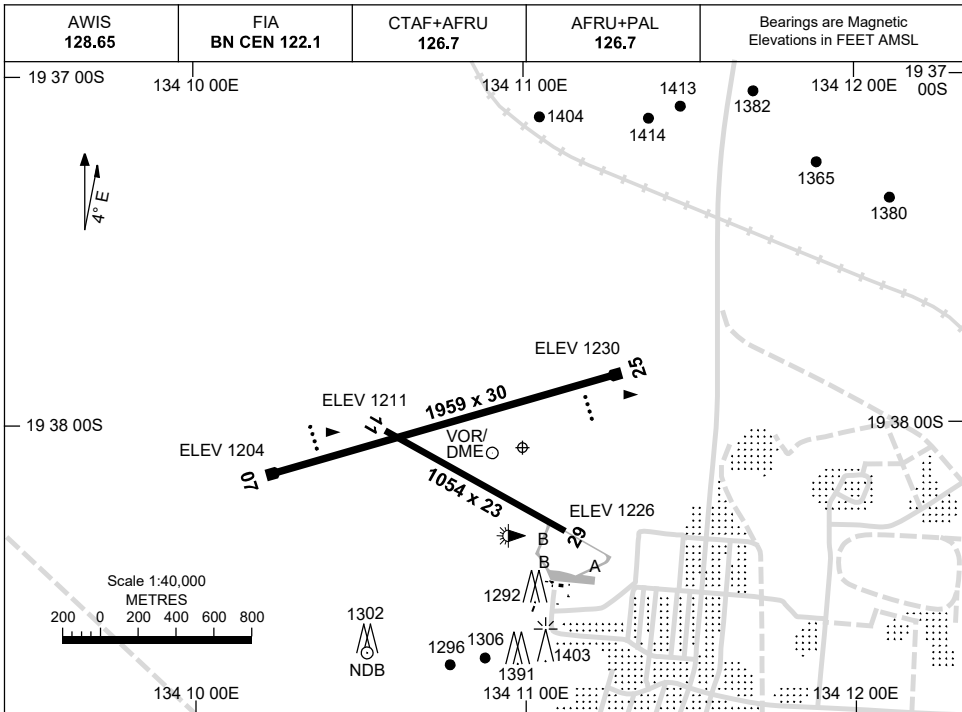 AWIS
128.65
FIA
BN CEN 122.1
CTAF+AFRU
126.7
AFRU+PAL
126.7
Bearings are Magnetic
Elevations in FEET AMSL
19 37 00S
134 10 00E
134 11 00E
134 12 00E
19 37
00S
1404
1414
1413
1382
1365
1380
4° E
ELEV 1230
25
ELEV 1211
11
1959 x 30
19 38 00S
19 38 00S
VOR/
DME
ELEV 1204
07
1054 x 23
ELEV 1226
29
B
B
A
Scale 1:40,000
METRES
200 0 200 400 600 800
1292
1302
NDB
1296
1306
1391
1403
134 10 00E
134 11 00E
134 12 00E